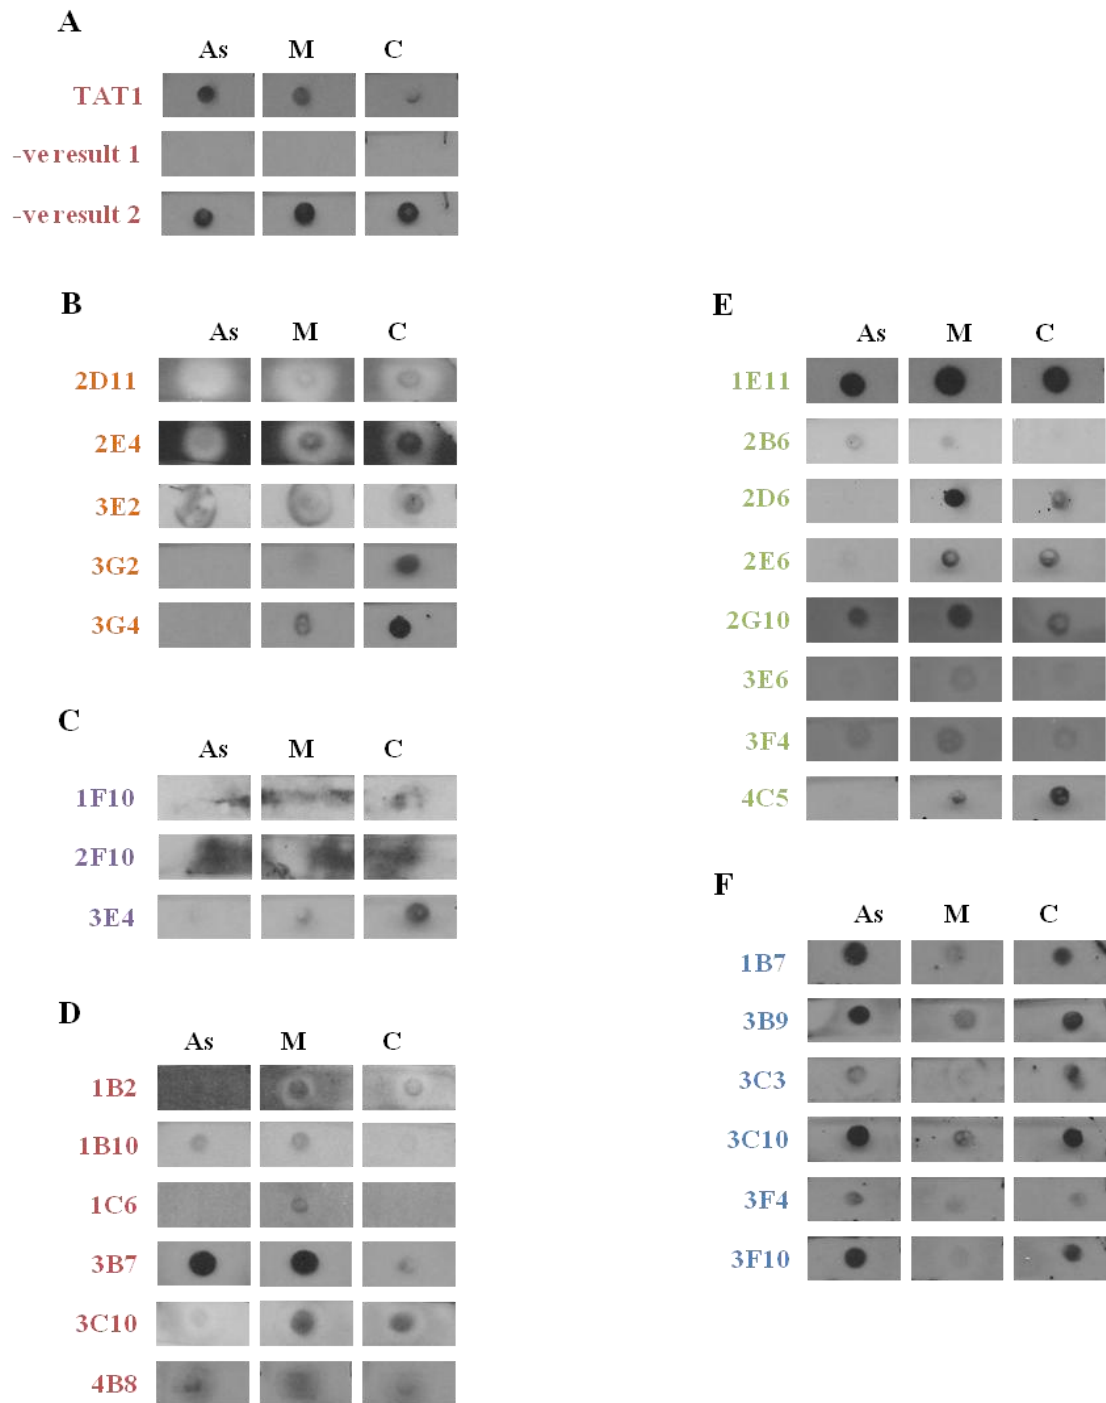 A
As M C
TAT1
-ve result 1
-ve result 2
B
As M C
2D11
2E4
3E2
3G2
3G4
C
As M C
1F10
2F10
3E4
D
As M C
1B2
1B10
1C6
3B7
3C10
4B8
E
As M C
1E11
2B6
2D6
2E6
2G10
3E6
3F4
4C5
F
As M C
1B7
3B9
3C3
3C10
3F4
3F10